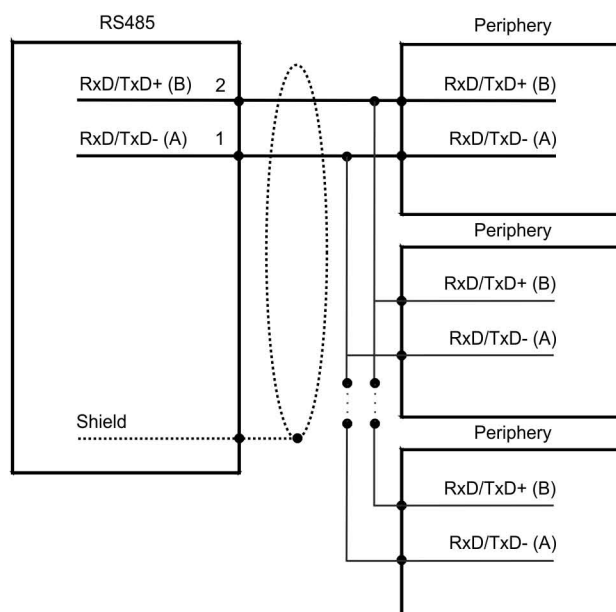 RS485
RxD/TxD+ (B) 2
RxD/TxD- (A) 1
Shield
Periphery
RxD/TxD+ (B)
RxD/TxD- (A)
Periphery
RxD/TxD+ (B)
RxD/TxD- (A)
Periphery
RxD/TxD+ (B)
RxD/TxD- (A)